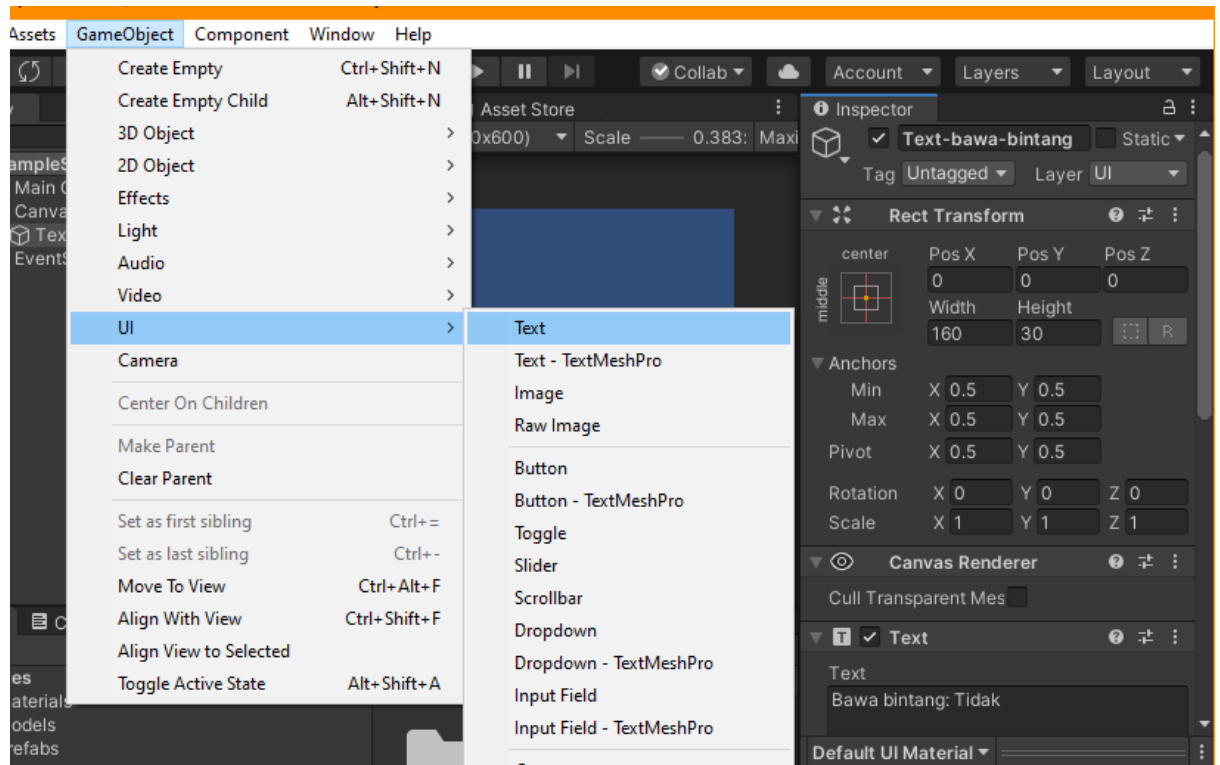 Assets GameObject Component Window Help
Collab Account Layers Layout
Create Empty Ctrl+Shift+N
Create Empty Child Alt+Shift+N
3D Object
2D Object
Effects
Light
Audio
Video
UI
Camera
Center On Children
Make Parent
Clear Parent
Set as first sibling Ctrl+=
Set as last sibling Ctrl+-
Move To View Ctrl+Alt+F
Align With View Ctrl+Shift+F
Align View to Selected
Toggle Active State Alt+Shift+A
Text
Text - TextMeshPro
Image
Raw Image
Button
Button - TextMeshPro
Toggle
Slider
Scrollbar
Dropdown
Dropdown - TextMeshPro
Input Field
Input Field - TextMeshPro
Asset Store
0x600) Scale 0.383: Maxi
Main
Inspector
Text-bawa-bintang Static
Tag Untagged Layer UI
Rect Transform
center Pos X Pos Y Pos Z
middle 0 0 0
Width Height
160 30 R
Anchors
Min X 0.5 Y 0.5
Max X 0.5 Y 0.5
Pivot X 0.5 Y 0.5
Rotation X 0 Y 0 Z 0
Scale X 1 Y 1 Z 1
Canvas Renderer
Cull Transparent Mes
Text
Text
Bawa bintang: Tidak
Default UI Material